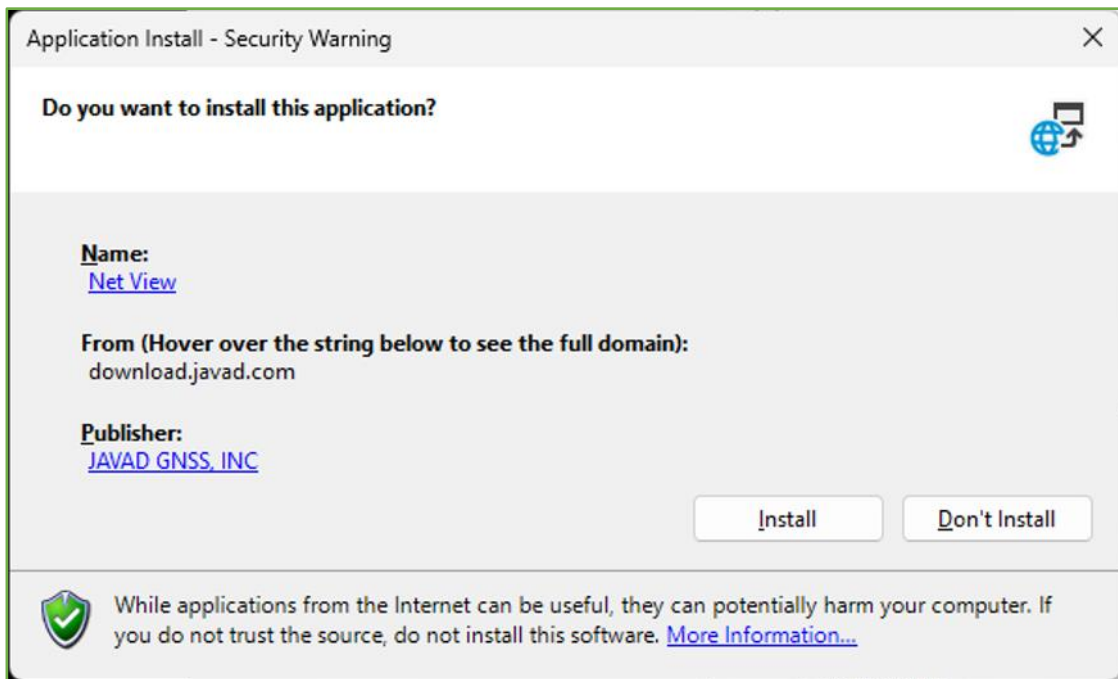 Application Install - Security Warning
Do you want to install this application?
Name:
Net View
From (Hover over the string below to see the full domain):
download.javad.com
Publisher:
JAVAD GNSS, INC
Install
Don't Install
While applications from the Internet can be useful, they can potentially harm your computer. If
you do not trust the source, do not install this software. More Information...